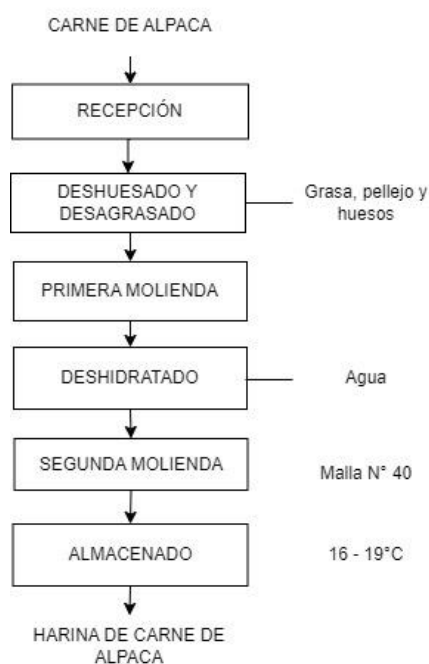 CARNE DE ALPACA
RECEPCIÓN
DESHUESADO Y
DESAGRASADO
Grasa, pellejo y
huesos
PRIMERA MOLIENDA
DESHIDRATADO
Agua
SEGUNDA MOLIENDA
Malla N° 40
ALMACENADO
16 - 19°C
HARINA DE CARNE DE
ALPACA